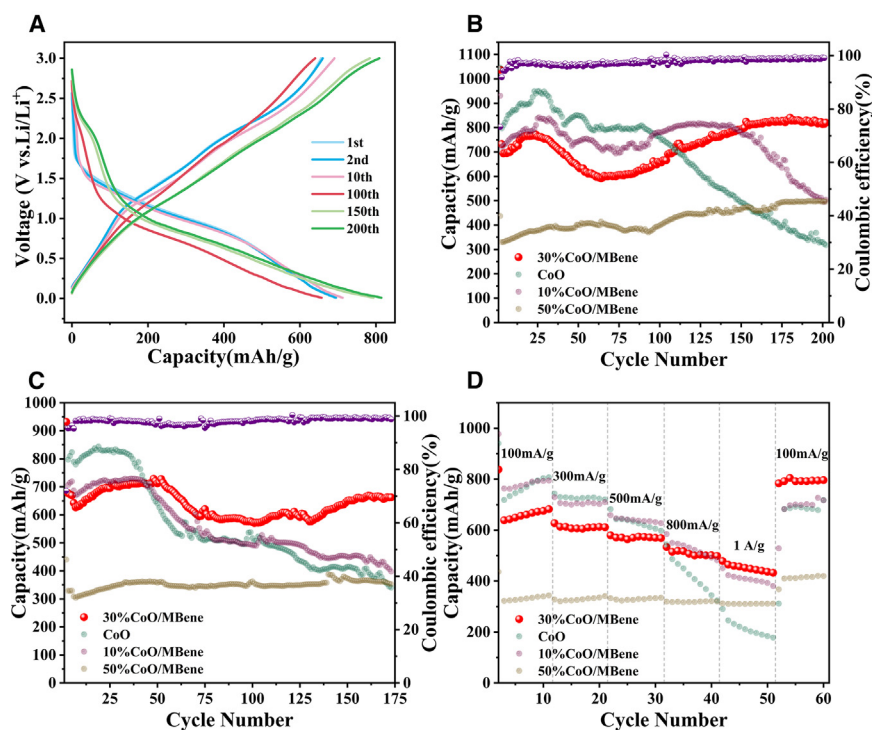 A
Voltage (V vs.Li/Li⁺)
3.0
2.5
2.0
1.5
1.0
0.5
0.0
1st
2nd
10th
100th
150th
200th
0 200 400 600 800
Capacity(mAh/g)
B
Capacity(mAh/g)
1100
1000
900
800
700
600
500
400
300
200
100
0
30%CoO/MBene
CoO
10%CoO/MBene
50%CoO/MBene
100
80
60
40
20
0
Coulombic efficiency(%)
25 50 75 100 125 150 175 200
Cycle Number
C
Capacity(mAh/g)
1000
900
800
700
600
500
400
300
200
100
0
30%CoO/MBene
CoO
10%CoO/MBene
50%CoO/MBene
100
80
60
40
20
0
Coulombic efficiency(%)
25 50 75 100 125 150 175
Cycle Number
D
Capacity(mAh/g)
1000
800
600
400
200
0
100mA/g
300mA/g
500mA/g
800mA/g
1 A/g
100mA/g
30%CoO/MBene
CoO
10%CoO/MBene
50%CoO/MBene
10 20 30 40 50 60
Cycle Number